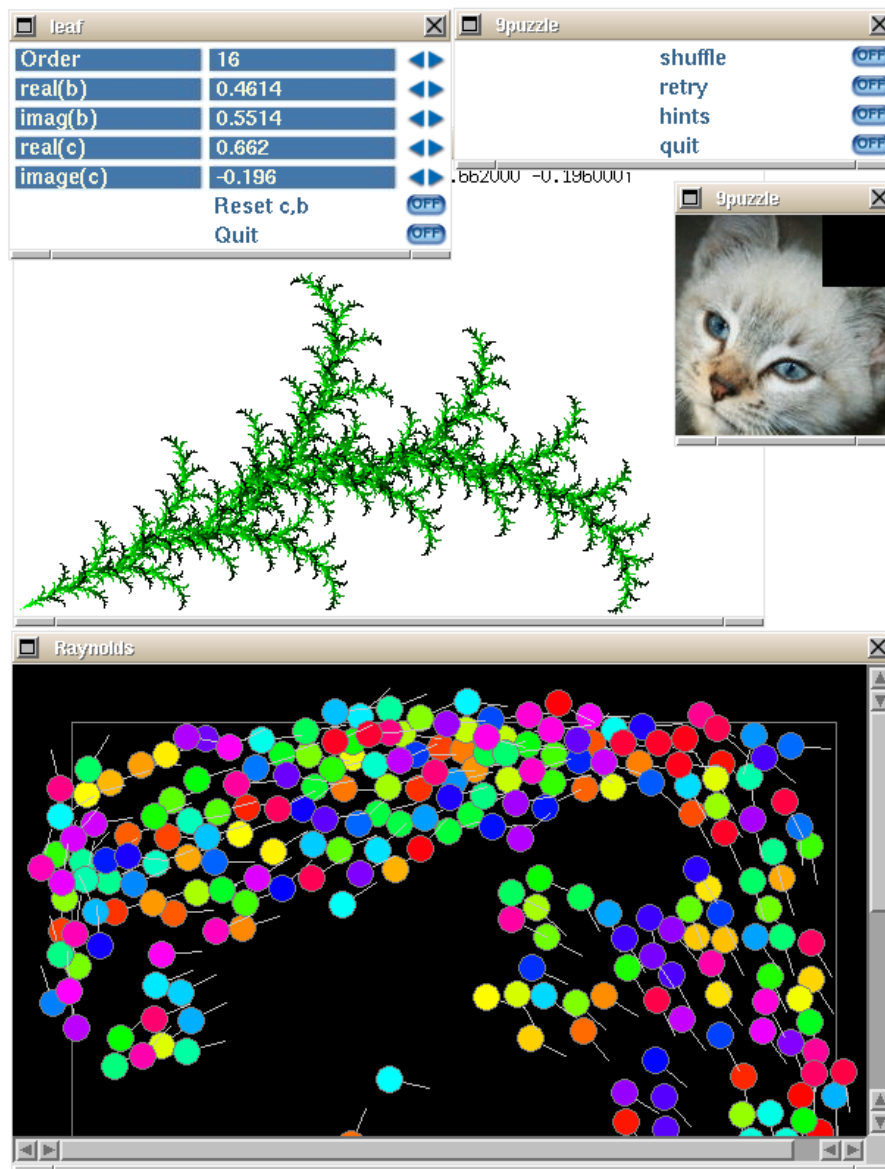 leaf
Order 16
real(b) 0.4614
imag(b) 0.5514
real(c) 0.662
image(c) -0.196
Reset c,b OFF
Quit OFF
9puzzle
shuffle OFF
retry OFF
hints OFF
quit OFF
.662000 -0.196000i
9puzzle
Raynolds